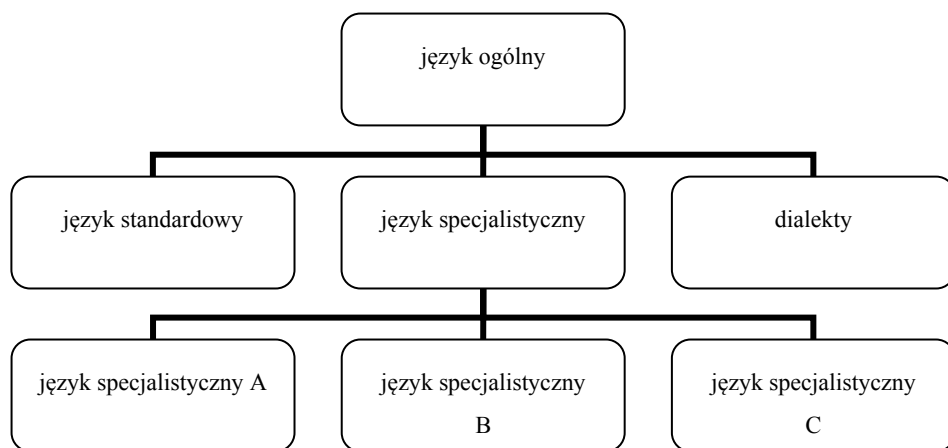 język ogólny
język standardowy
język specjalistyczny
dialekty
język specjalistyczny A
język specjalistyczny
B
język specjalistyczny
C